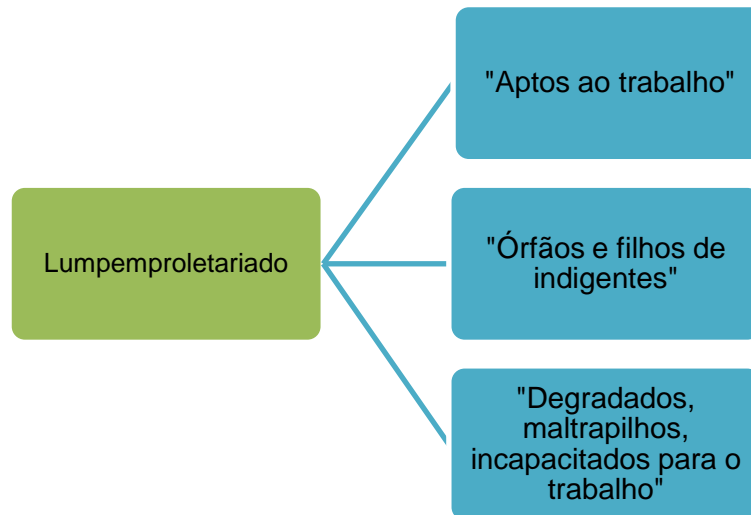 "Aptos ao trabalho"
Lumpemproletariado
"Órfãos e filhos de
indigentes"
"Degradados,
maltrapilhos,
incapacitados para o
trabalho"